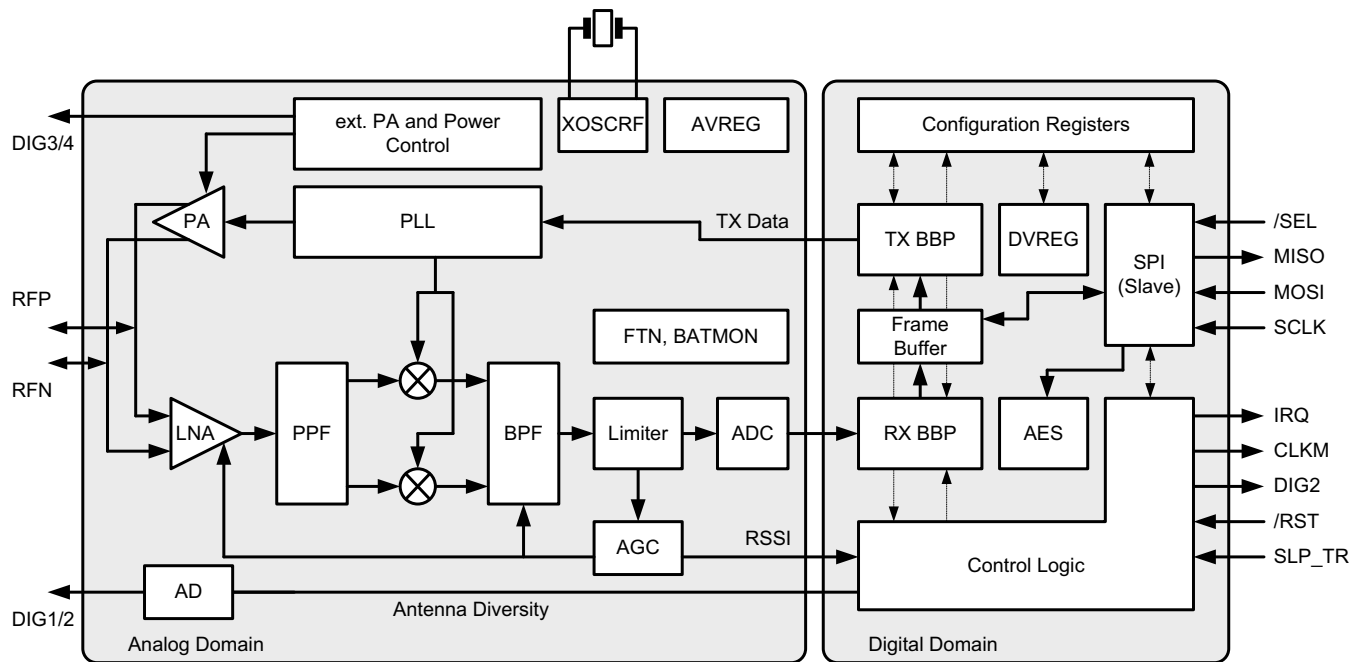 ext. PA and Power
Control
XOSCRF
AVREG
Configuration Registers
DIG3/4
PA
PLL
TX Data
TX BBP
DVREG
SPI
(Slave)
/SEL
MISO
MOSI
SCLK
RFP
RFN
FTN, BATMON
Frame
Buffer
LNA
PPF
BPF
Limiter
ADC
RX BBP
AES
IRQ
CLKM
DIG2
/RST
SLP_TR
AGC
RSSI
Control Logic
AD
DIG1/2
Antenna Diversity
Analog Domain
Digital Domain